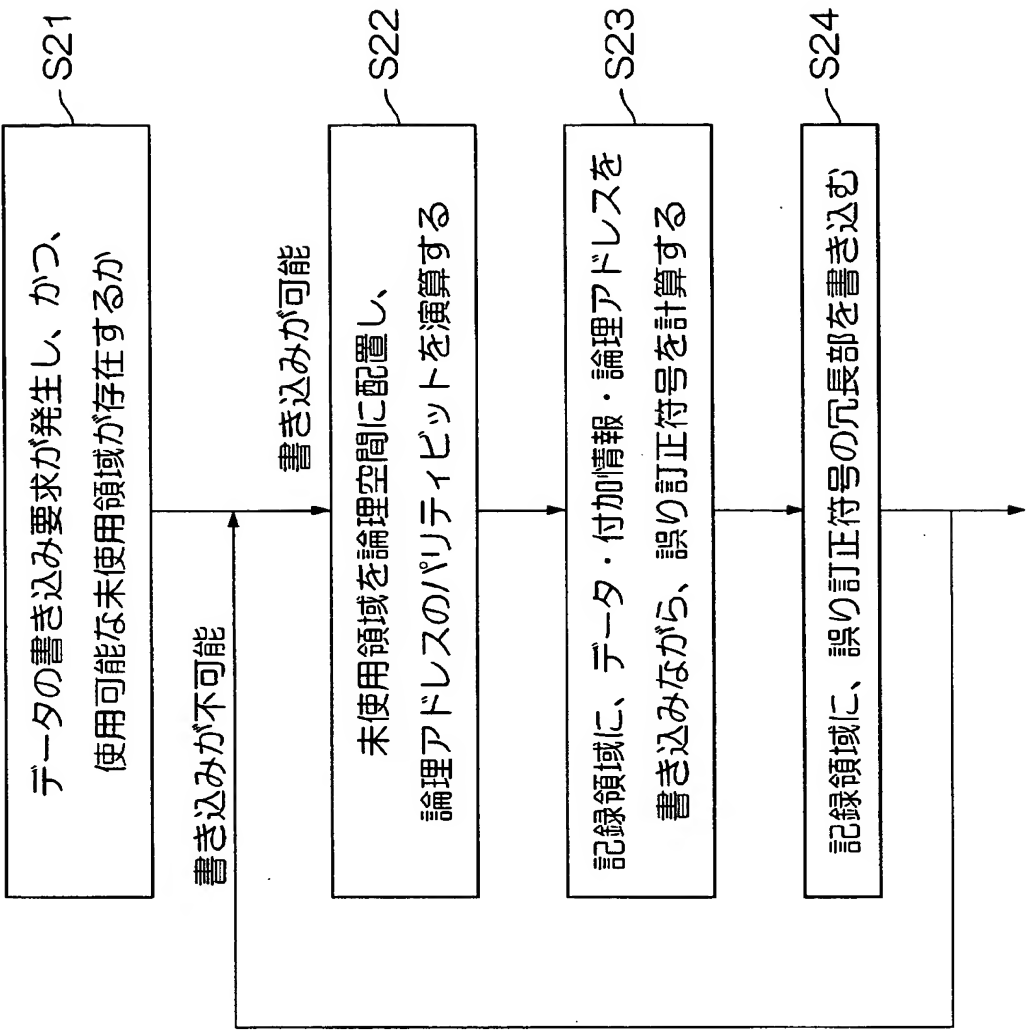 データの書き込み要求が発生し、かつ、
使用可能な未使用領域が存在するか
S21
書き込みが不可能
書き込みが可能
未使用領域を論理空間に配置し、
論理アドレスのパリティビットを演算する
S22
記録領域に、データ・付加情報・論理アドレスを
書き込みながら、誤り訂正符号を計算する
S23
記録領域に、誤り訂正符号の冗長部を書き込む
S24